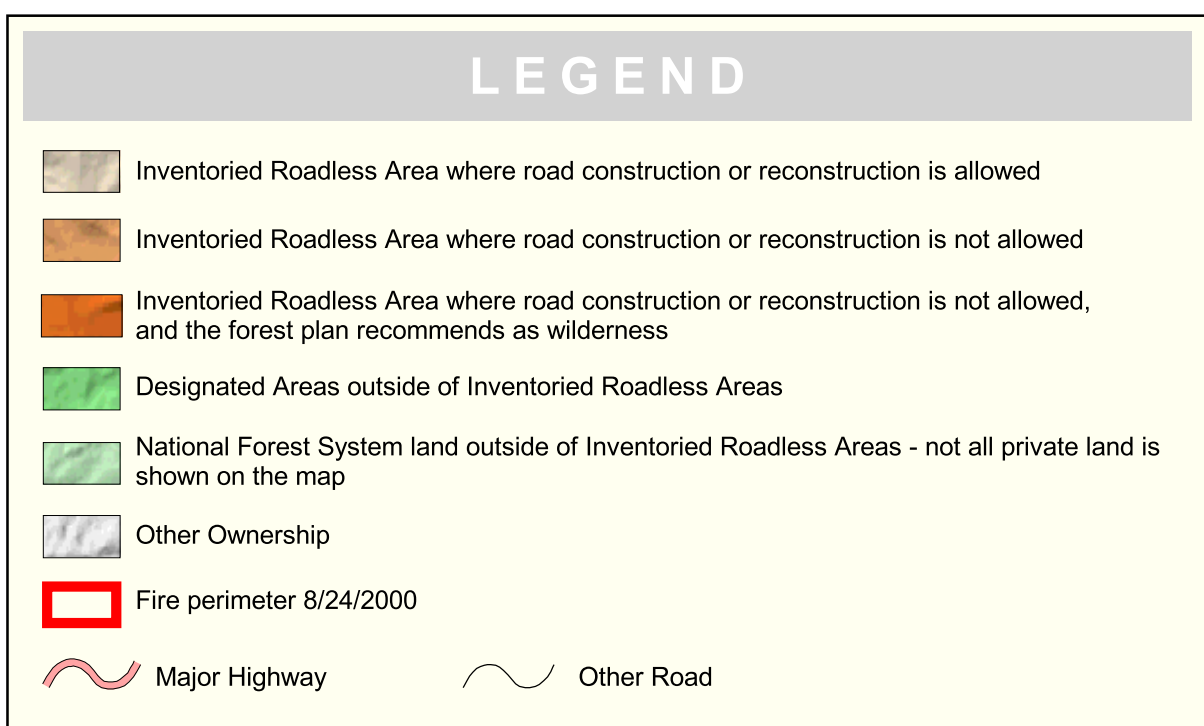 LEGEND
Inventoried Roadless Area where road construction or reconstruction is allowed
Inventoried Roadless Area where road construction or reconstruction is not allowed
Inventoried Roadless Area where road construction or reconstruction is not allowed,
and the forest plan recommends as wilderness
Designated Areas outside of Inventoried Roadless Areas
National Forest System land outside of Inventoried Roadless Areas - not all private land is
shown on the map
Other Ownership
Fire perimeter 8/24/2000
Major Highway
Other Road